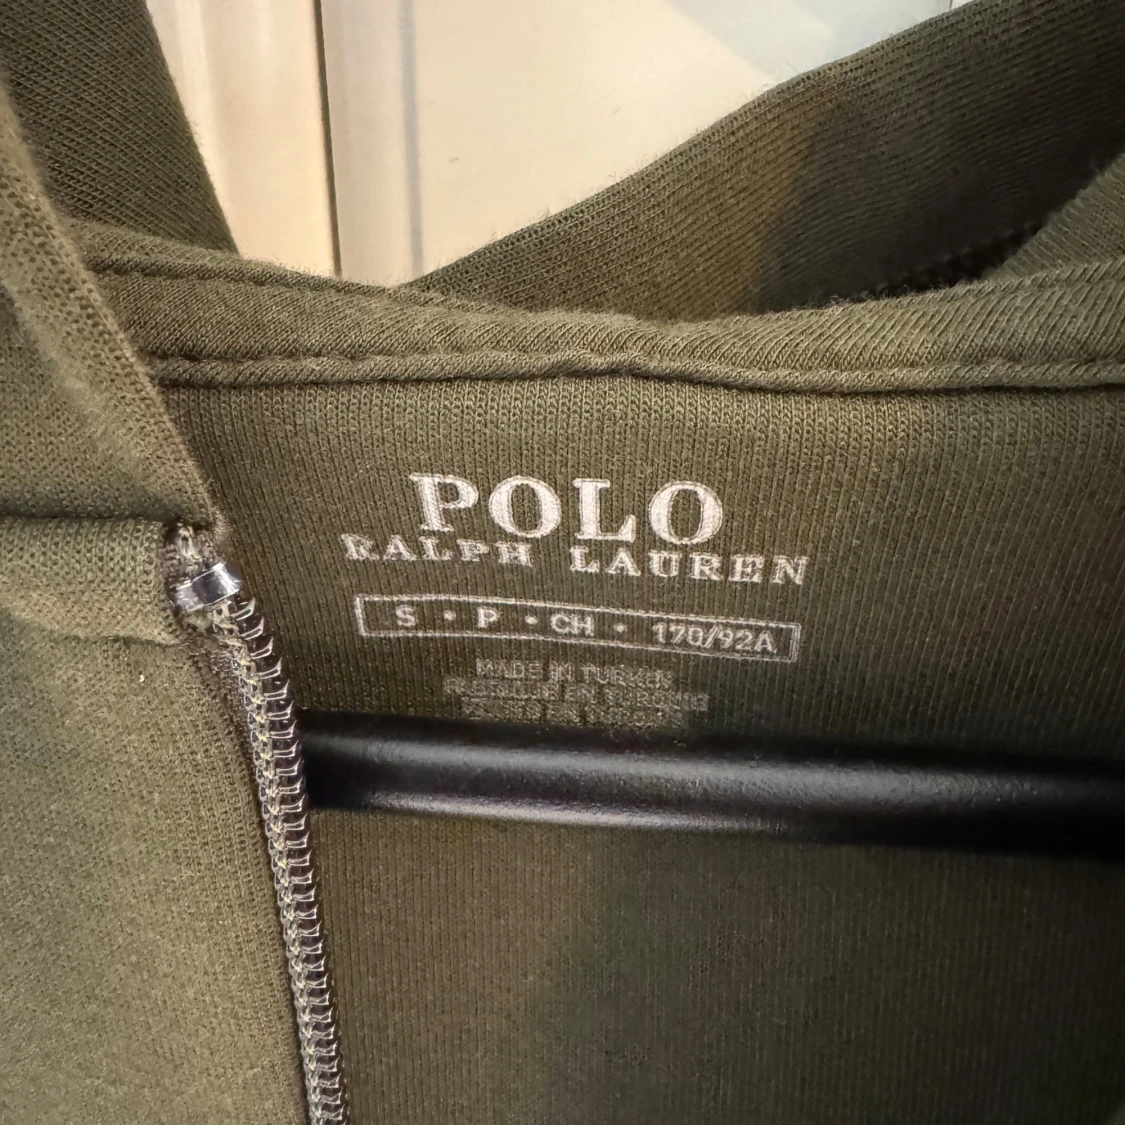 POLO
RALPH LAUREN
S • P • CH • 170/92A
MADE IN TURKEY